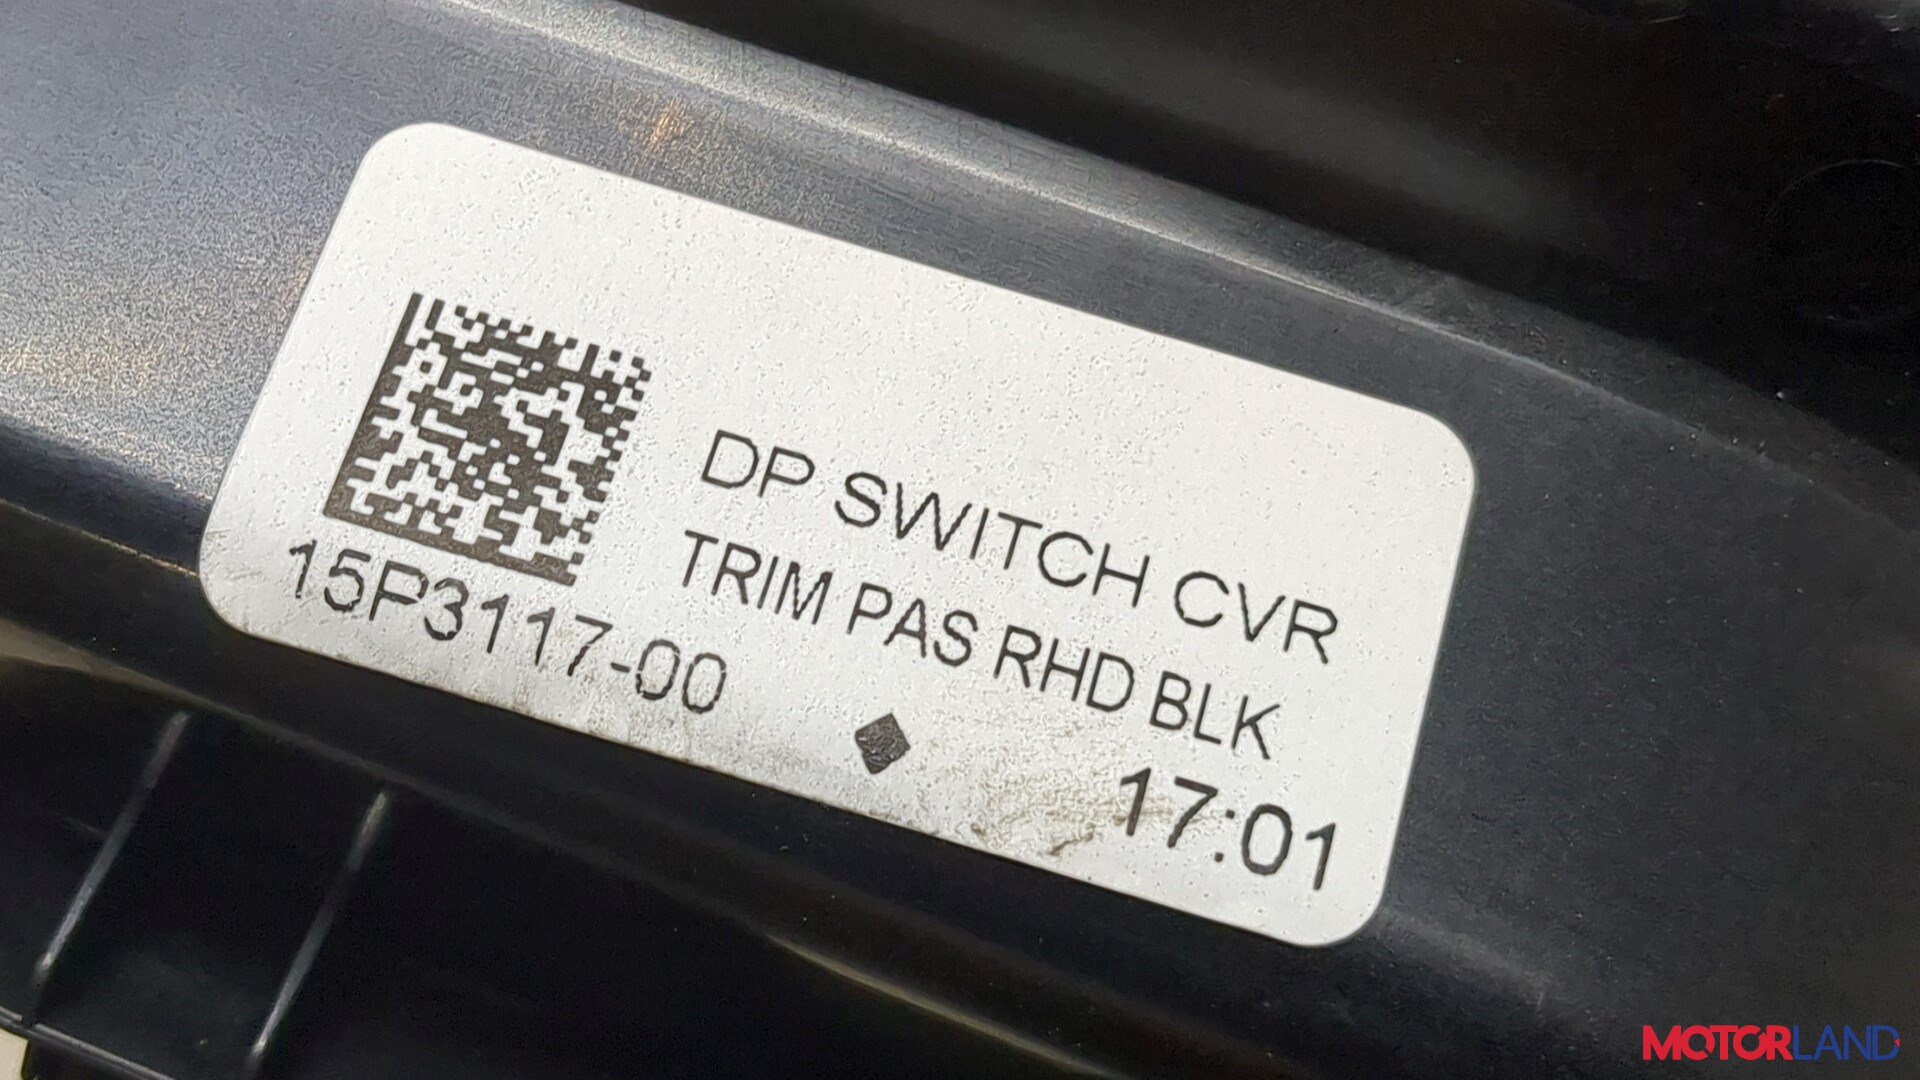 DP SWITCH CVR
TRIM PAS RHD BLK
15P3117-00
17:01
MOTORLAND